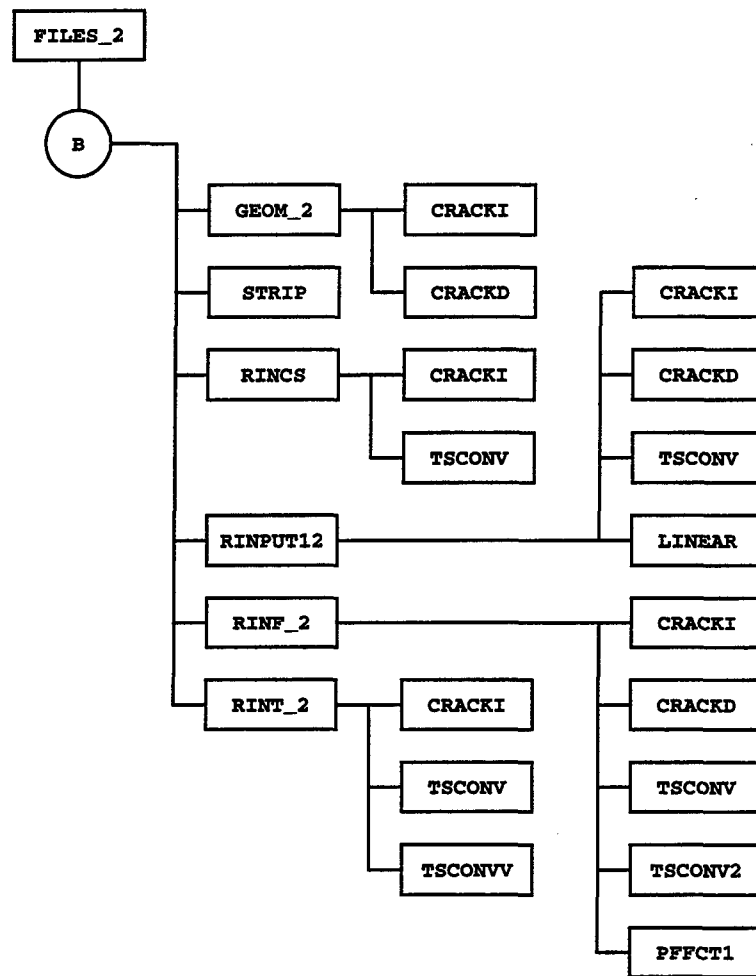 FILES_2
B
GEOM_2
CRACKI
STRIP
CRACKD
CRACKI
RINCS
CRACKI
CRACKD
TSCONV
TSCONV
RINPUT12
LINEAR
RINF_2
CRACKI
RINT_2
CRACKI
CRACKD
TSCONV
TSCONV
TSCONVV
TSCONV2
PFFCT1